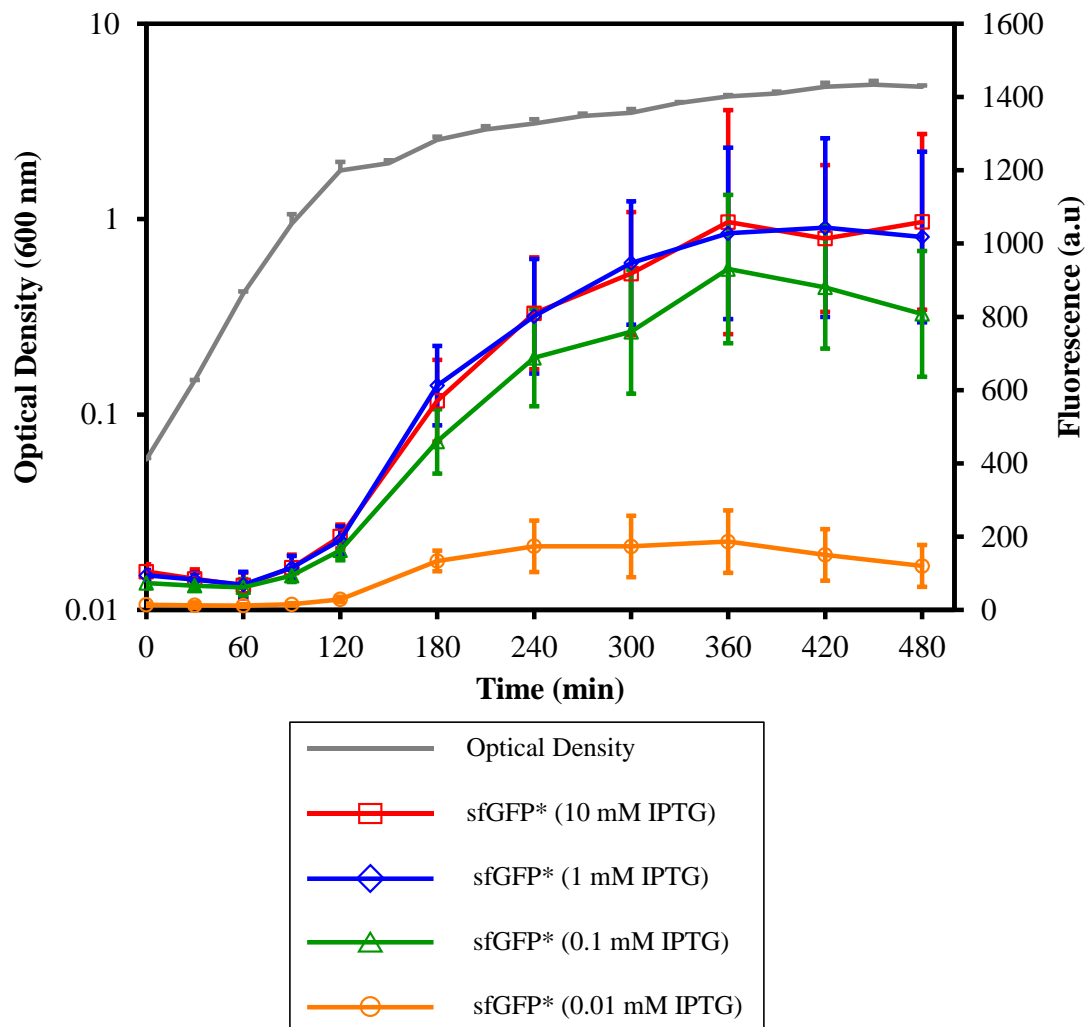 10
1
0.1
0.01
Optical Density (600 nm)
1600
1400
1200
1000
800
600
400
200
0
Fluorescence (a.u)
0 60 120 180 240 300 360 420 480
Time (min)
Optical Density
sfGFP* (10 mM IPTG)
sfGFP* (1 mM IPTG)
sfGFP* (0.1 mM IPTG)
sfGFP* (0.01 mM IPTG)